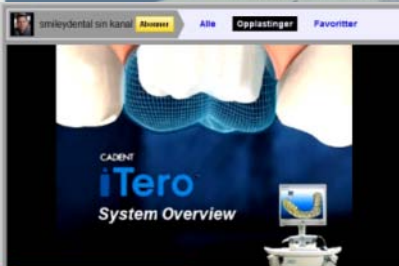 smileydental sin kanal Abonner Alle Opplastinger Favoritter
CADENT
iTero
System Overview